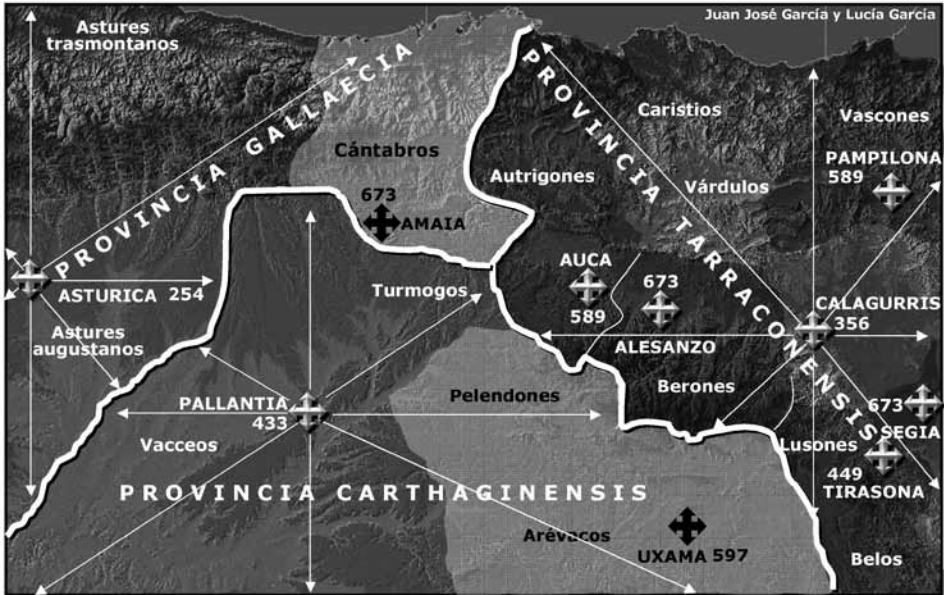 Juan José García y Lucía García
Astures
trasmontanos
PROVINCIA GALLAECIA
PROVINCIA TARRACONENSIS
Caristios
Vascones
Cántabros
PAMPILONA
589
Autrigones
Várdulos
673
AMAIA
AUCA
589
673
ALESANZO
ASTURICA 254
Turmogos
CALAGURRIS
356
Astures
augustanos
Berones
Pelendones
PALLANTIA
433
673
SEGIA
Vacceos
Lusones
449
TIRASONA
PROVINCIA CARTHAGINENSIS
Arévacos
UXAMA 597
Belos